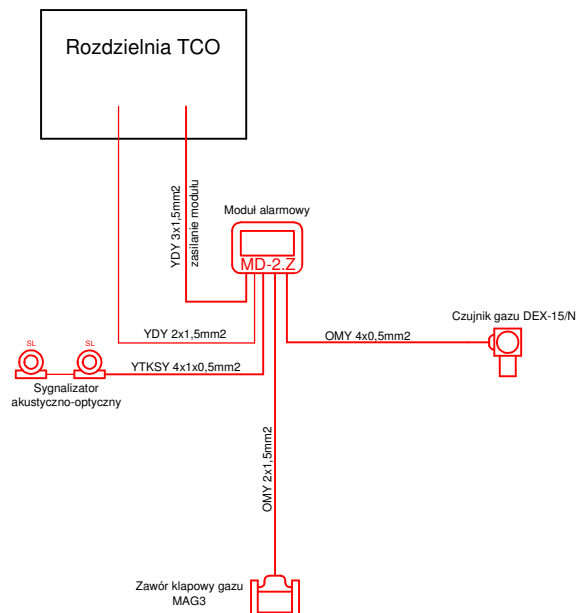 Rozdzielnia TCO
YDY 3x1,5mm2
zasilanie modułu
Moduł alarmowy
MD-2.Z
YDY 2x1,5mm2
OMY 4x0,5mm2
Czujnik gazu DEX-15/N
SL
SL
YTKSY 4x1x0,5mm2
Sygnalizator
akustyczno-optyczny
OMY 2x1,5mm2
Zawór klapowy gazu
MAG3